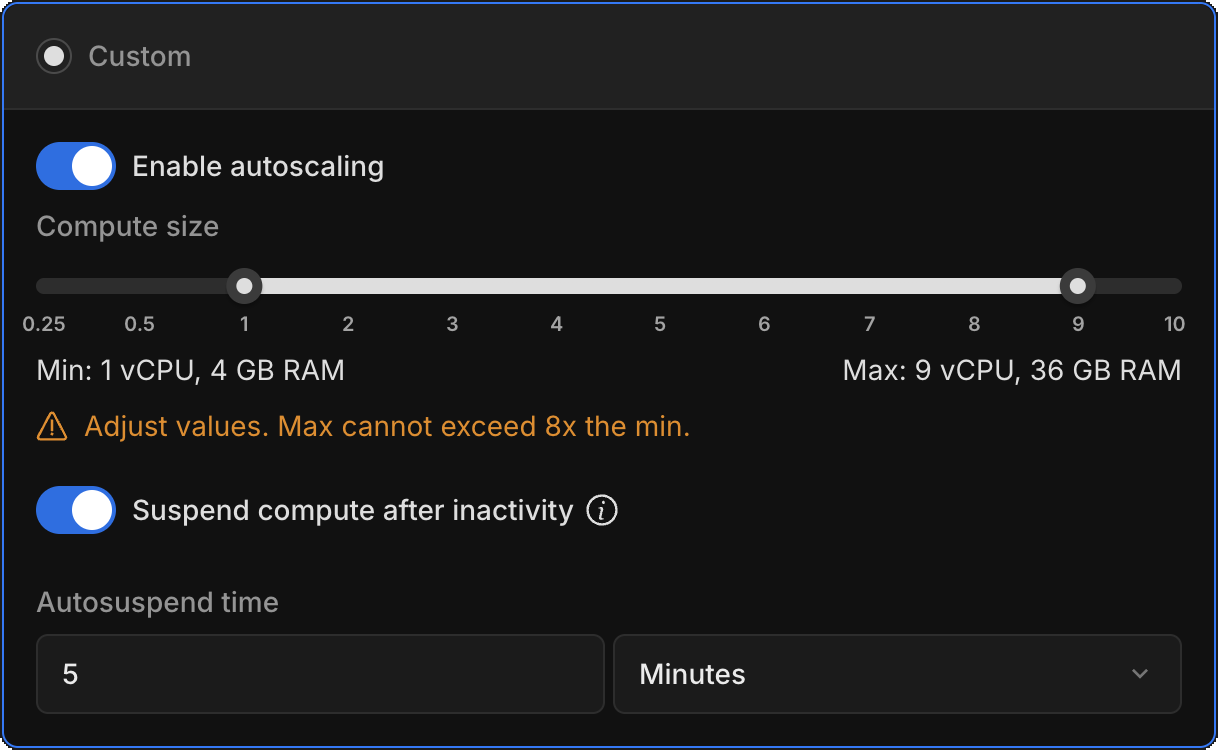 Custom
Enable autoscaling
Compute size
0.25 0.5 1 2 3 4 5 6 7 8 9 10
Min: 1 vCPU, 4 GB RAM Max: 9 vCPU, 36 GB RAM
Adjust values. Max cannot exceed 8x the min.
Suspend compute after inactivity
Autosuspend time
5 Minutes